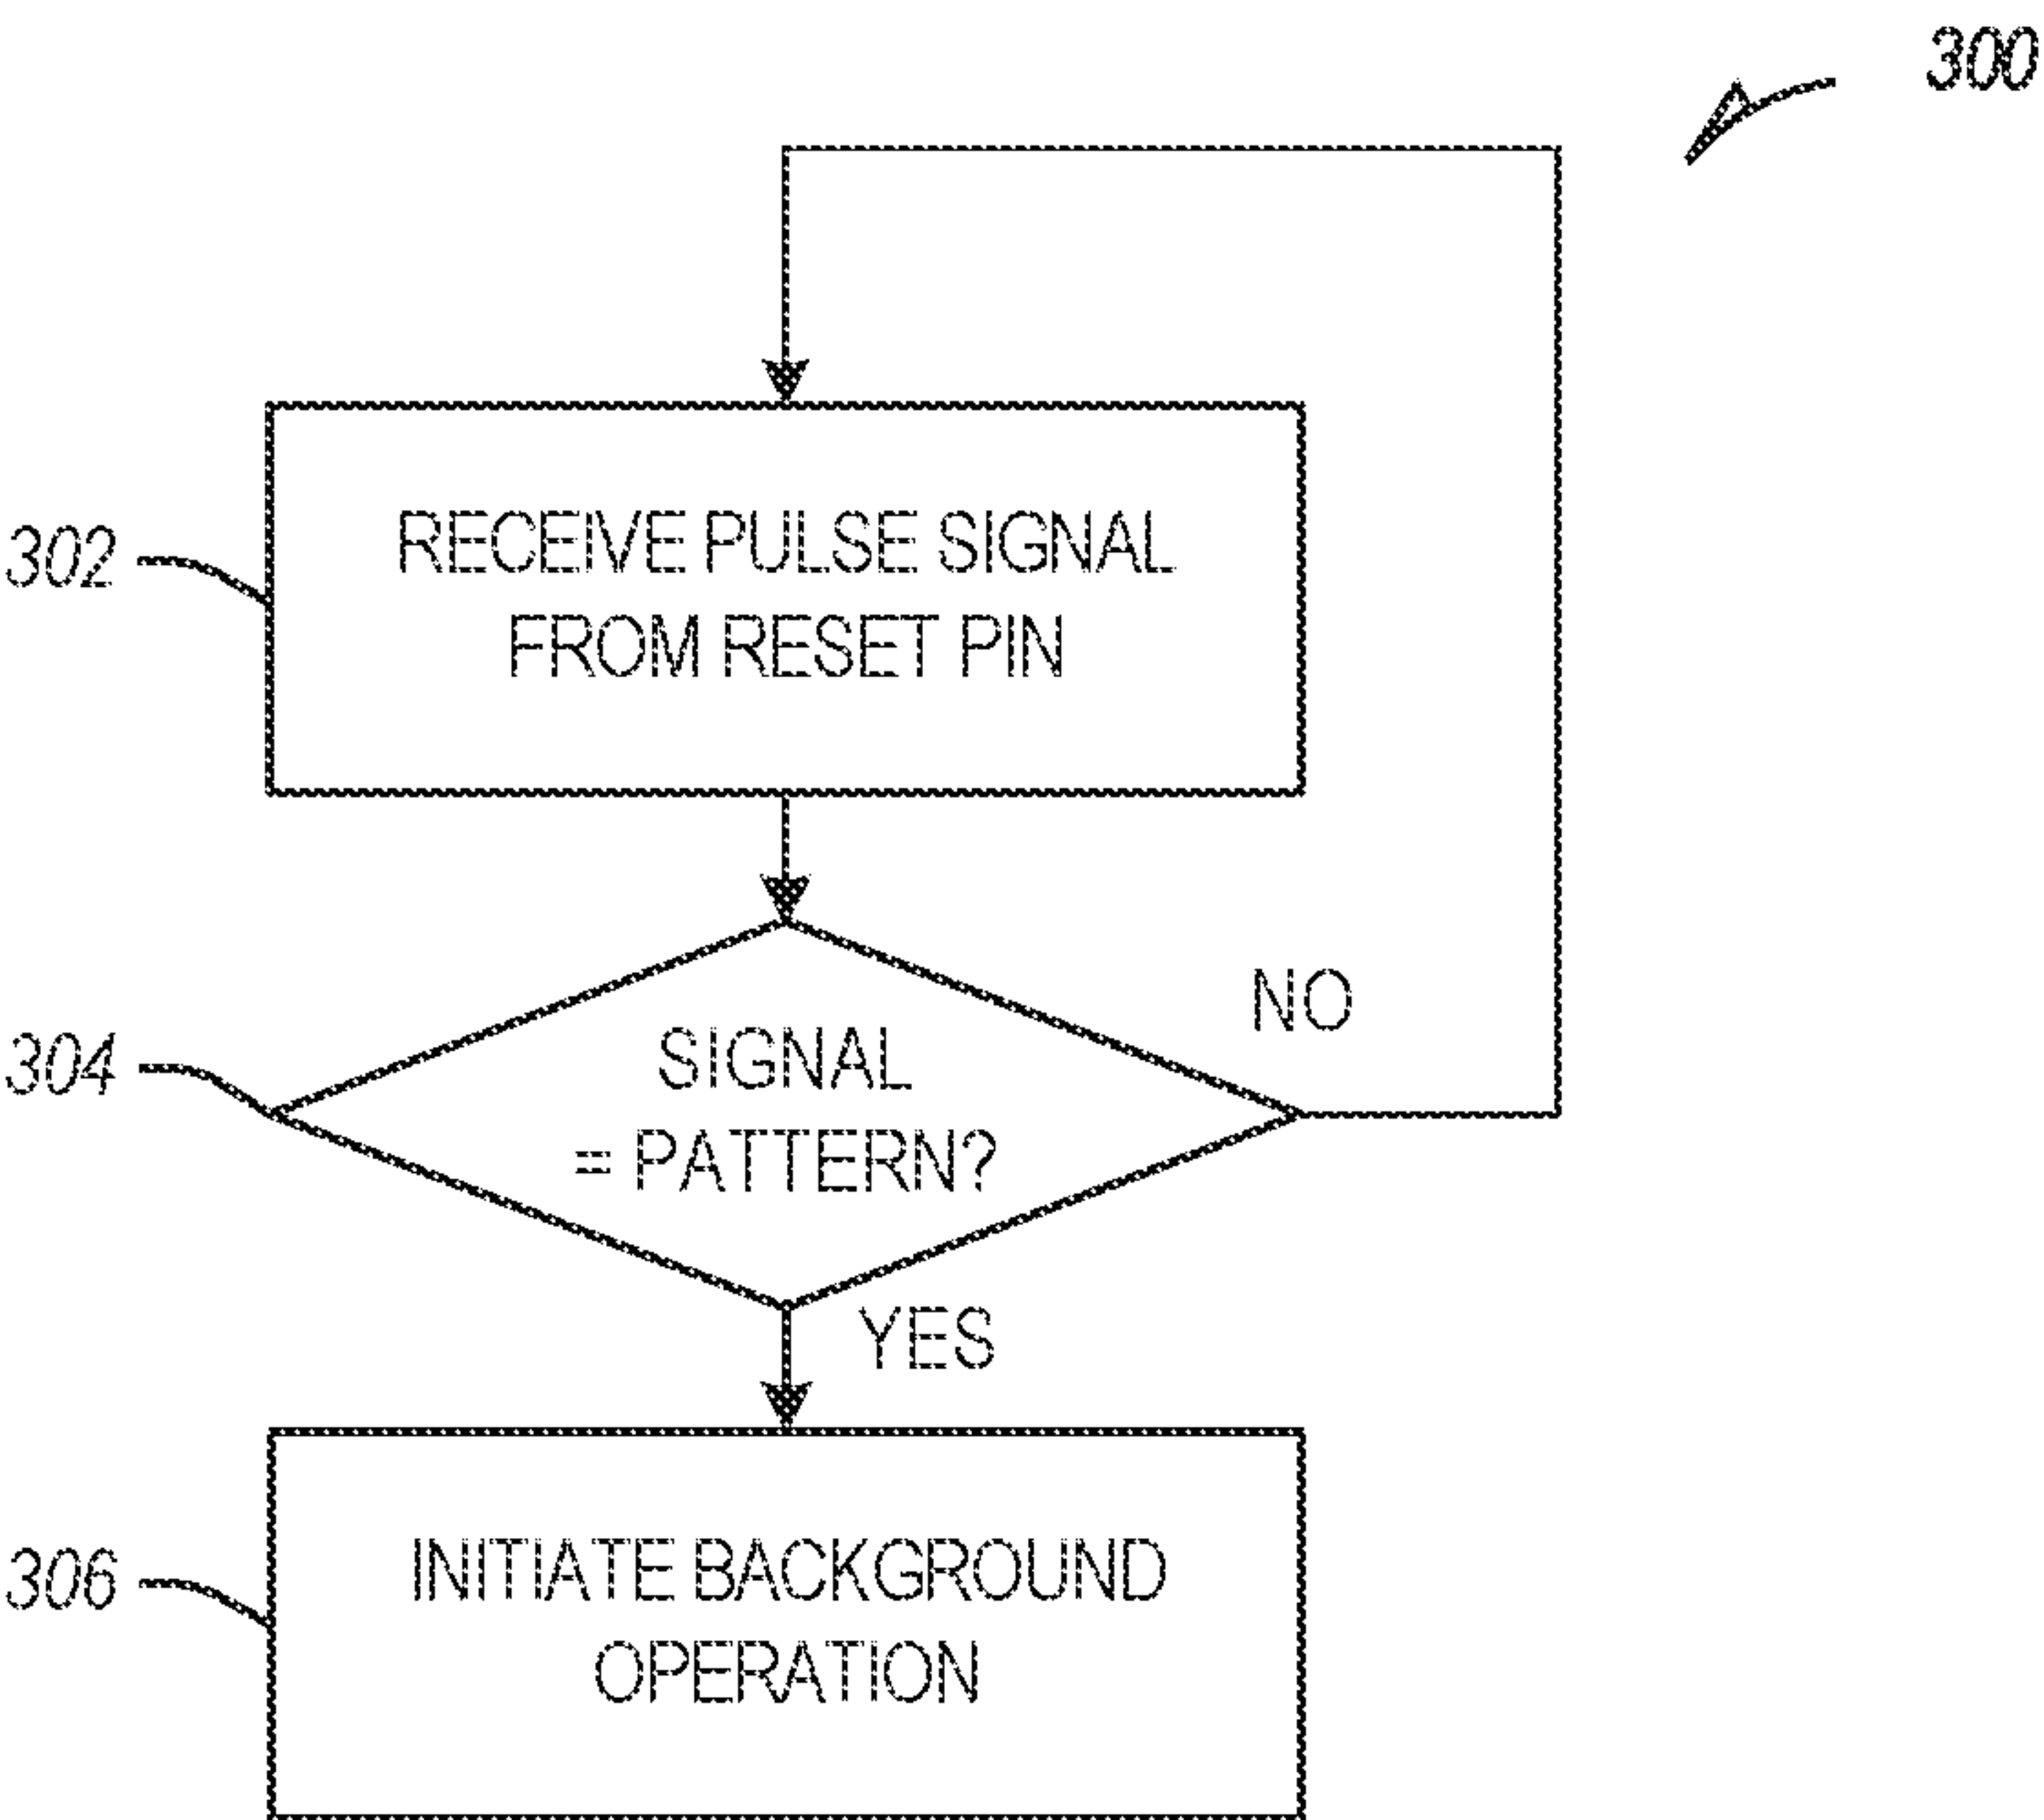 300
302
RECEIVE PULSE SIGNAL
FROM RESET PIN
304
SIGNAL
= PATTERN?
NO
YES
306
INITIATE BACKGROUND
OPERATION